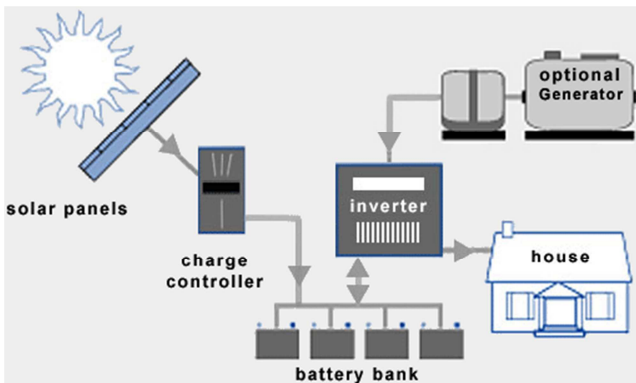 optional
Generator
solar panels
inverter
charge
controller
house
battery bank